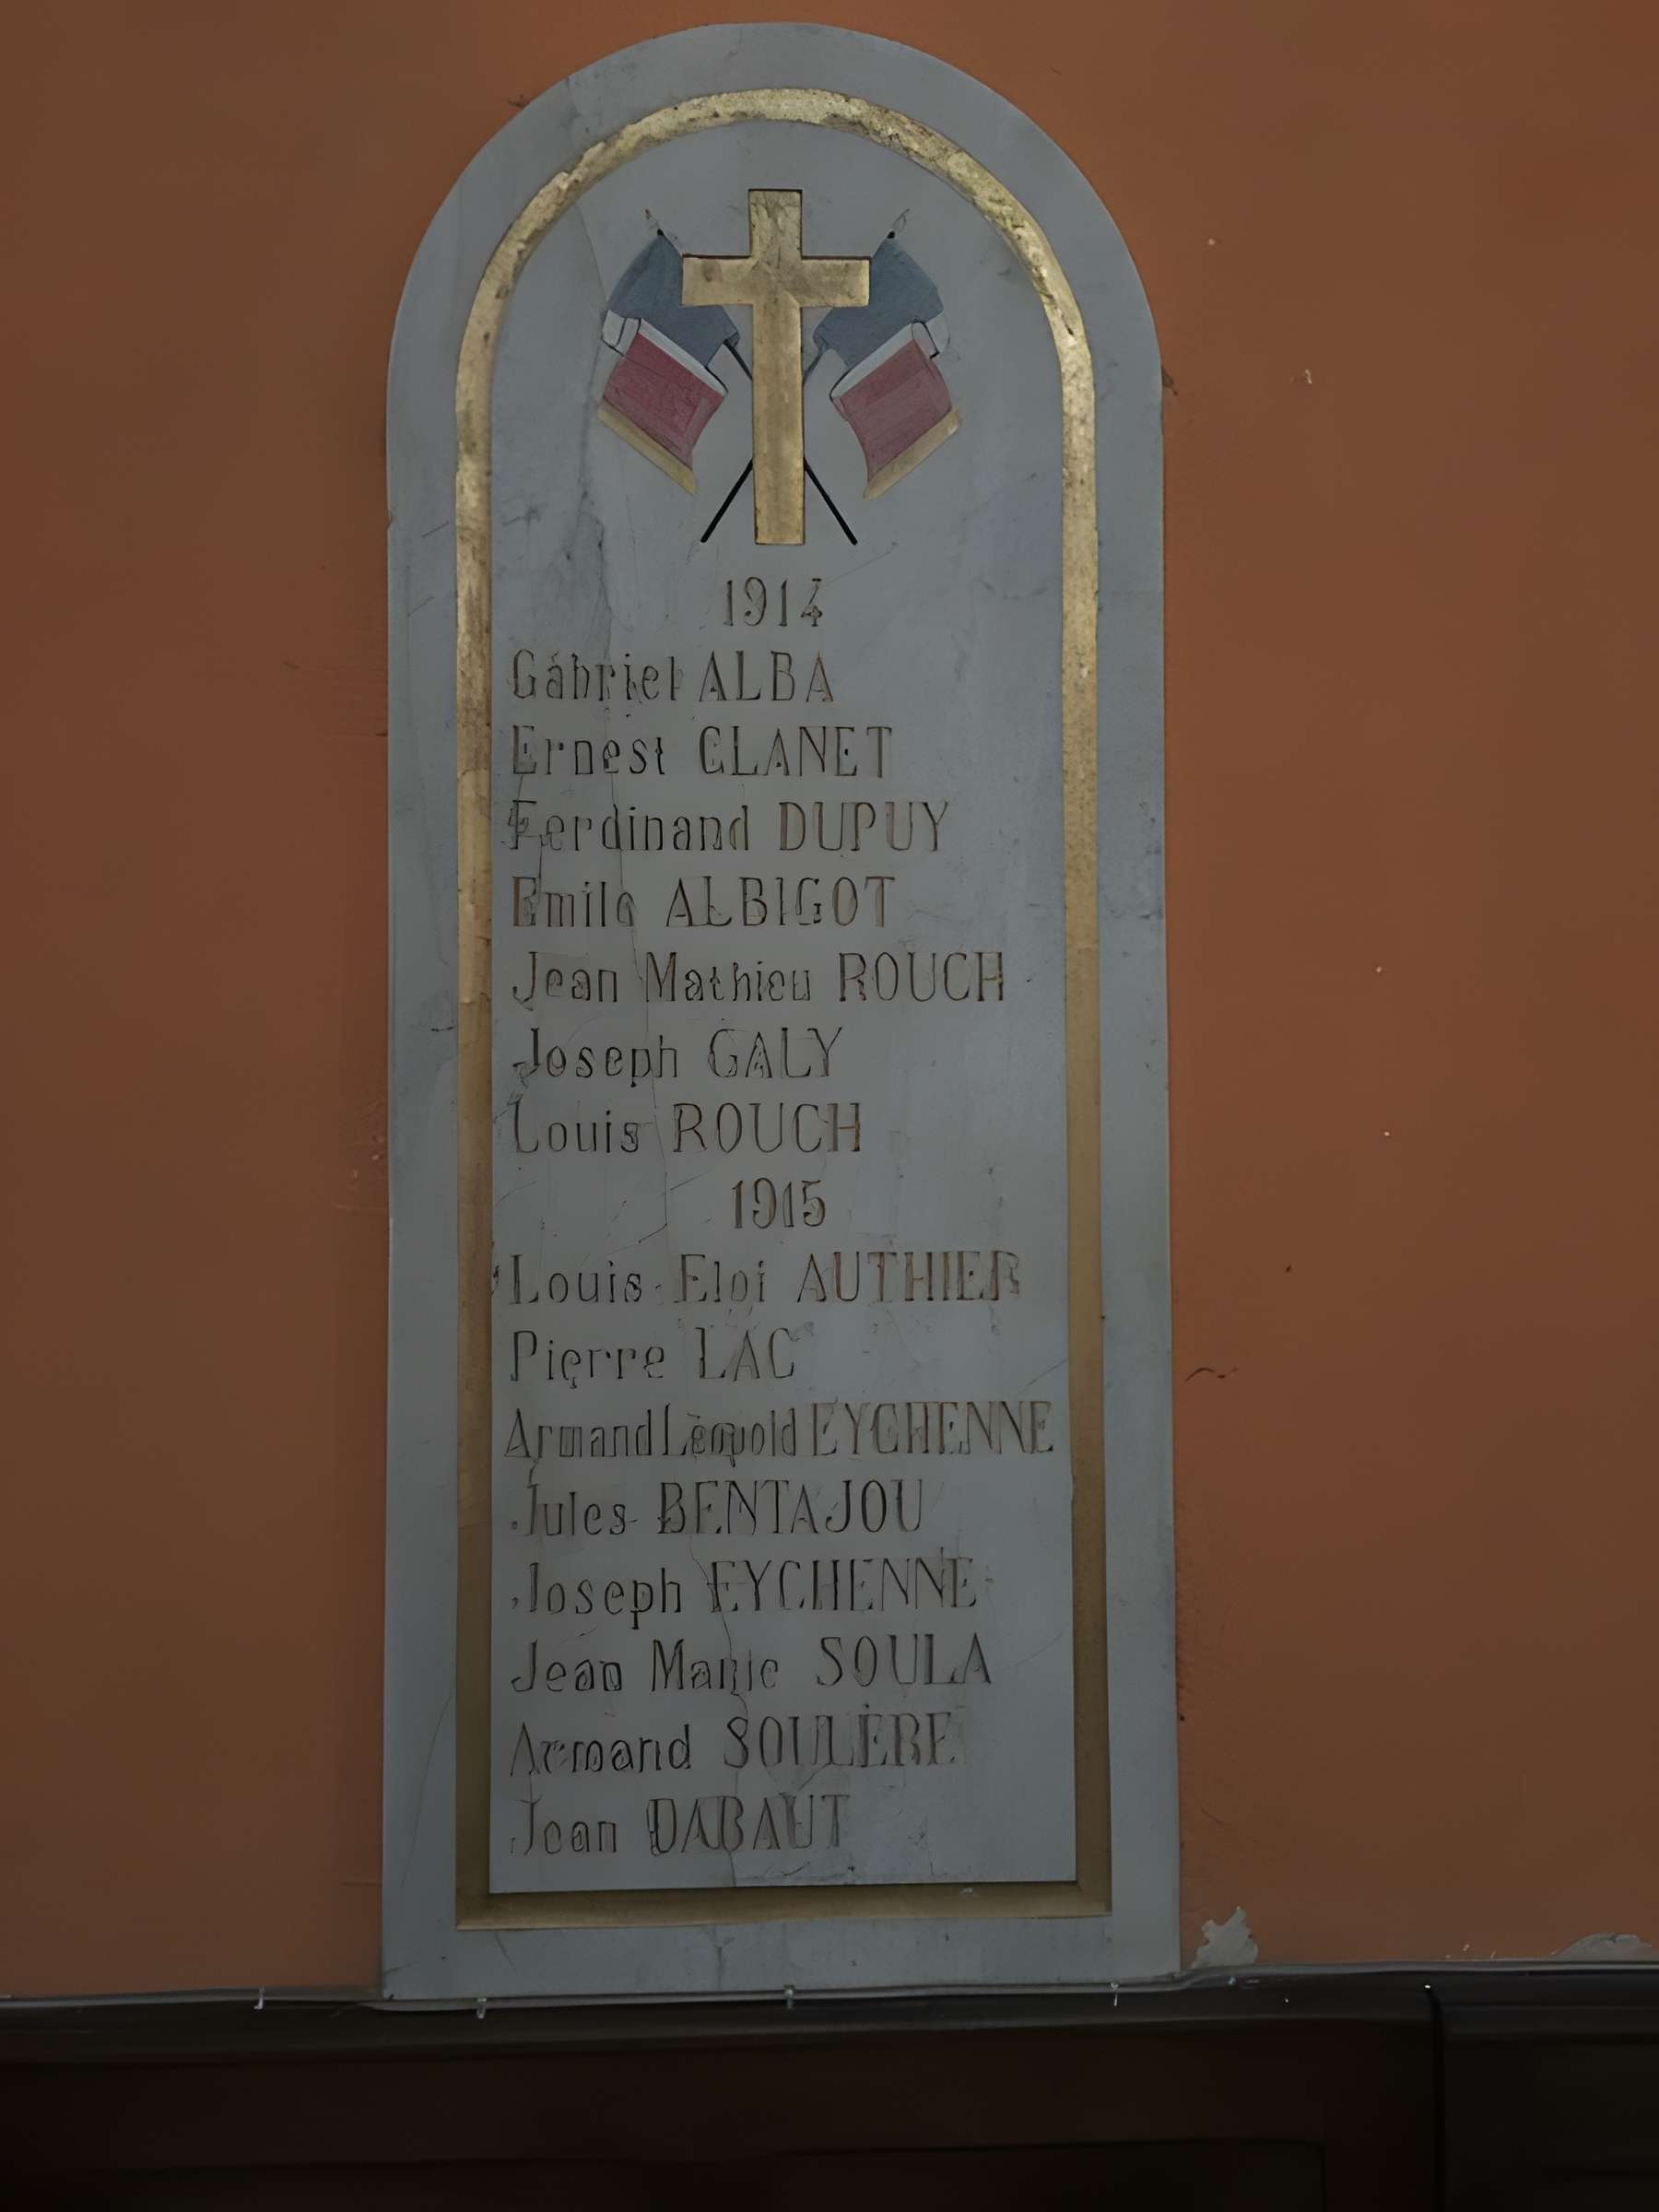 1914
Gabriel ALBA
Ernest CLANET
Ferdinand DUPUY
Emile ALBIGOT
Jean Mathieu ROUCH
Joseph GALY
Louis ROUCH
1915
Louis Eloi AUTHIER
Pierre LAC
Armand Léopold EYCHENNE
Jules BENTAJOU
Joseph EYCHENNE
Jean Marie SOULA
Armand SOULÈRE
Jean DABAUT